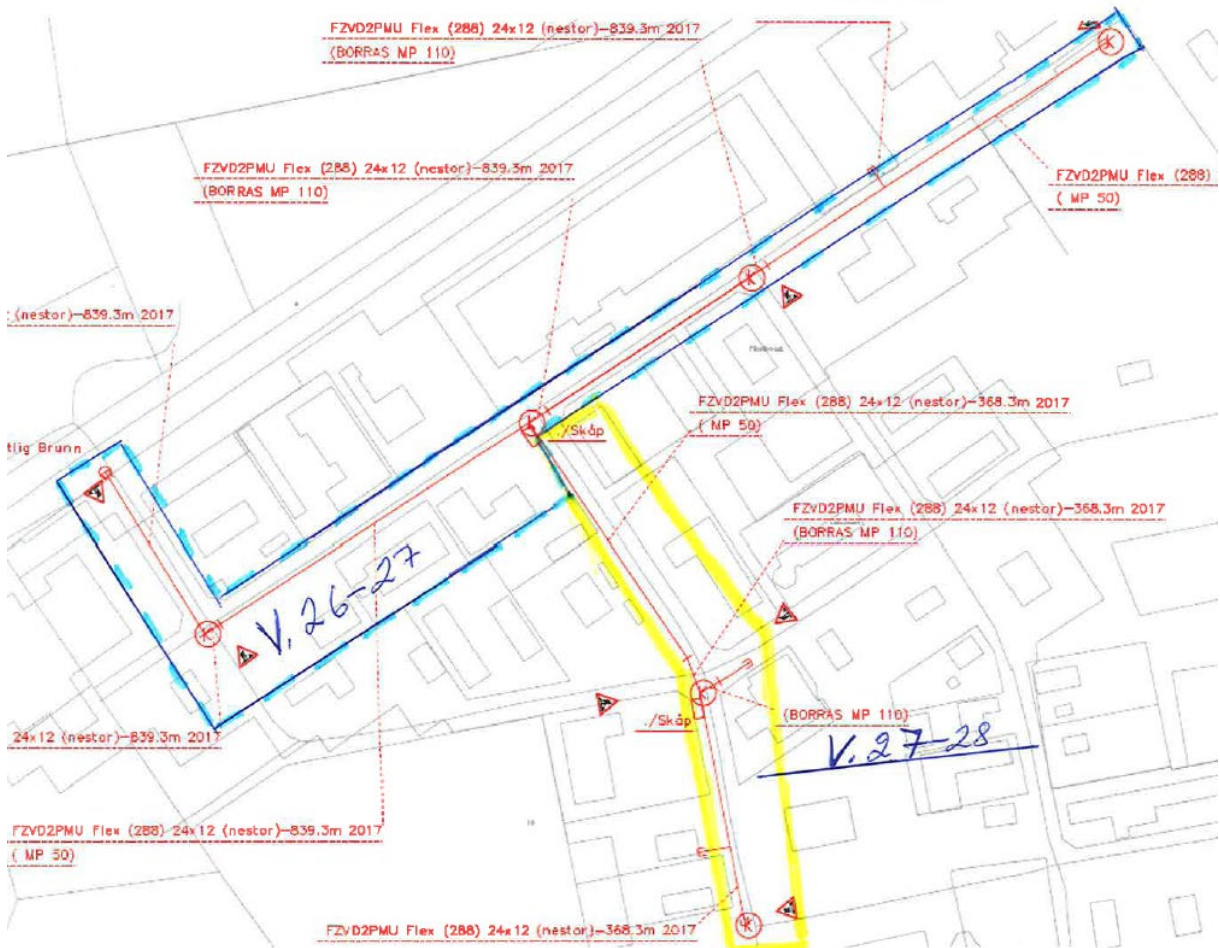 FZVD2PMU Flex (288) 24x12 (nestor)-839.3m 2017
(BORRAS MP 110)
FZVD2PMU Flex (288) 24x12 (nestor)-839.3m 2017
(BORRAS MP 110)
FZVD2PMU Flex (288)
( MP 50)
(nestor)-839.3m 2017
FZVD2PMU Flex (288) 24x12 (nestor)-368.3m 2017
( MP 50)
./Skåp
tlig Brunn
FZVD2PMU Flex (288) 24x12 (nestor)-368.3m 2017
(BORRAS MP 110)
V. 26-27
./Skåp
(BORRAS MP 110)
24x12 (nestor)-839.3m 2017
V. 27-28
FZVD2PMU Flex (288) 24x12 (nestor)-839.3m 2017
( MP 50)
FZVD2PMU Flex (288) 24x12 (nestor)-368.3m 2017